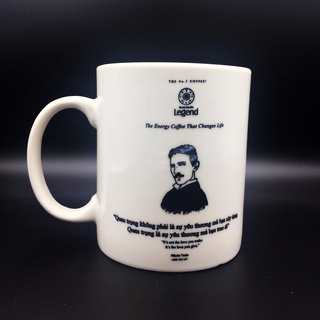 THE No.1 COFFEE!
Legend
The Energy Coffee That Changes Life
"Quan trọng không phải là sự yêu thương mà bạn xây dựng
Quan trọng là sự yêu thương mà bạn trao đi"
"It's not the love you make.
It's the love you give."
Nikola Tesla